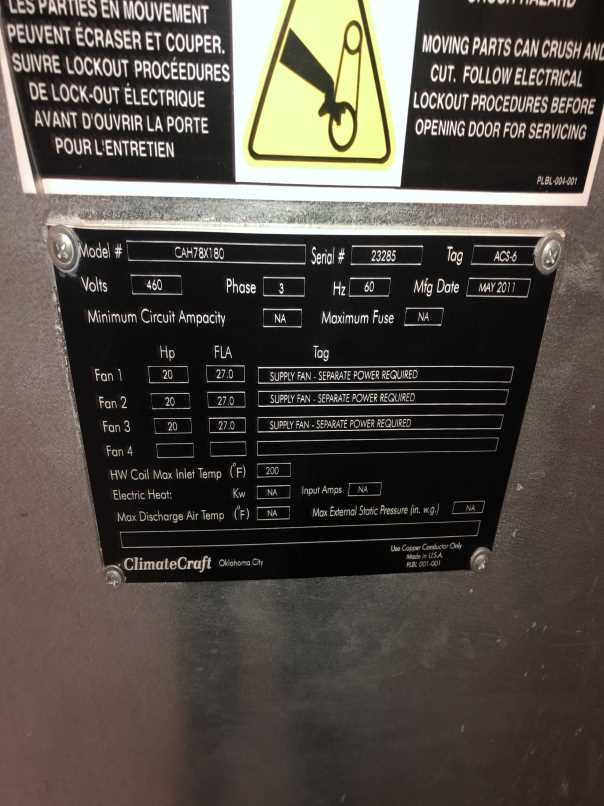 LES PARTIES EN MOUVEMENT
PEUVENT ÉCRASER ET COUPER.
SUIVRE LOCKOUT PROCÉEDURES
DE LOCK-OUT ÉLECTRIQUE
AVANT D'OUVRIR LA PORTE
POUR L'ENTRETIEN
HAZARD
MOVING PARTS CAN CRUSH AND
CUT. FOLLOW ELECTRICAL
LOCKOUT PROCEDURES BEFORE
OPENING DOOR FOR SERVICING
PLBL-004-001
Model # CAH78X180 Serial # 23285 Tag ACS-6
Volts 460 Phase 3 Hz 60 Mfg Date MAY 2011
Minimum Circuit Ampacity NA Maximum Fuse NA
Hp FLA Tag
Fan 1 20 27.0 SUPPLY FAN - SEPARATE POWER REQUIRED
Fan 2 20 27.0 SUPPLY FAN - SEPARATE POWER REQUIRED
Fan 3 20 27.0 SUPPLY FAN - SEPARATE POWER REQUIRED
Fan 4
HW Coil Max Inlet Temp (°F) 200
Electric Heat: Kw NA Input Amps NA
Max Discharge Air Temp (°F) NA Max External Static Pressure (in. w.g.) NA
ClimateCraft Oklahoma City
Use Copper Conductor Only
Made in U.S.A.
PLBL 001-001